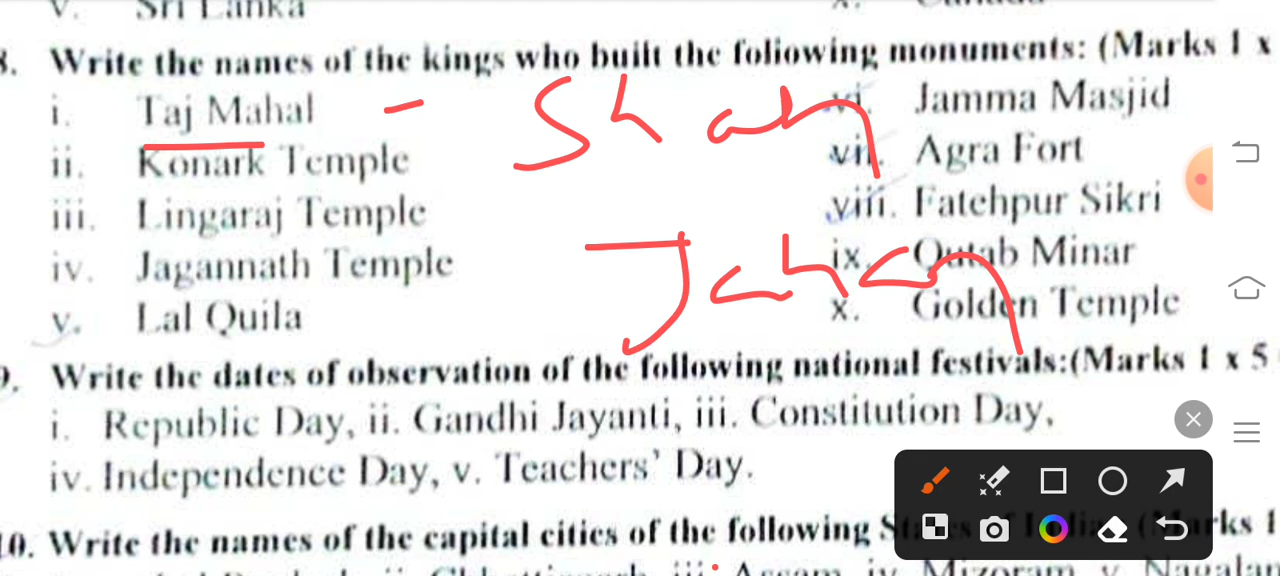 v. Sri Lanka
8. Write the names of the kings who built the following monuments: (Marks 1 x
i. Taj Mahal - Shah Jahan
ii. Konark Temple
iii. Lingaraj Temple
iv. Jagannath Temple
v. Lal Quila
vi. Jamma Masjid
vii. Agra Fort
viii. Fatehpur Sikri
ix. Qutab Minar
x. Golden Temple
9. Write the dates of observation of the following national festivals:(Marks 1 x 5
i. Republic Day, ii. Gandhi Jayanti, iii. Constitution Day,
iv. Independence Day, v. Teachers' Day.
10. Write the names of the capital cities of the following